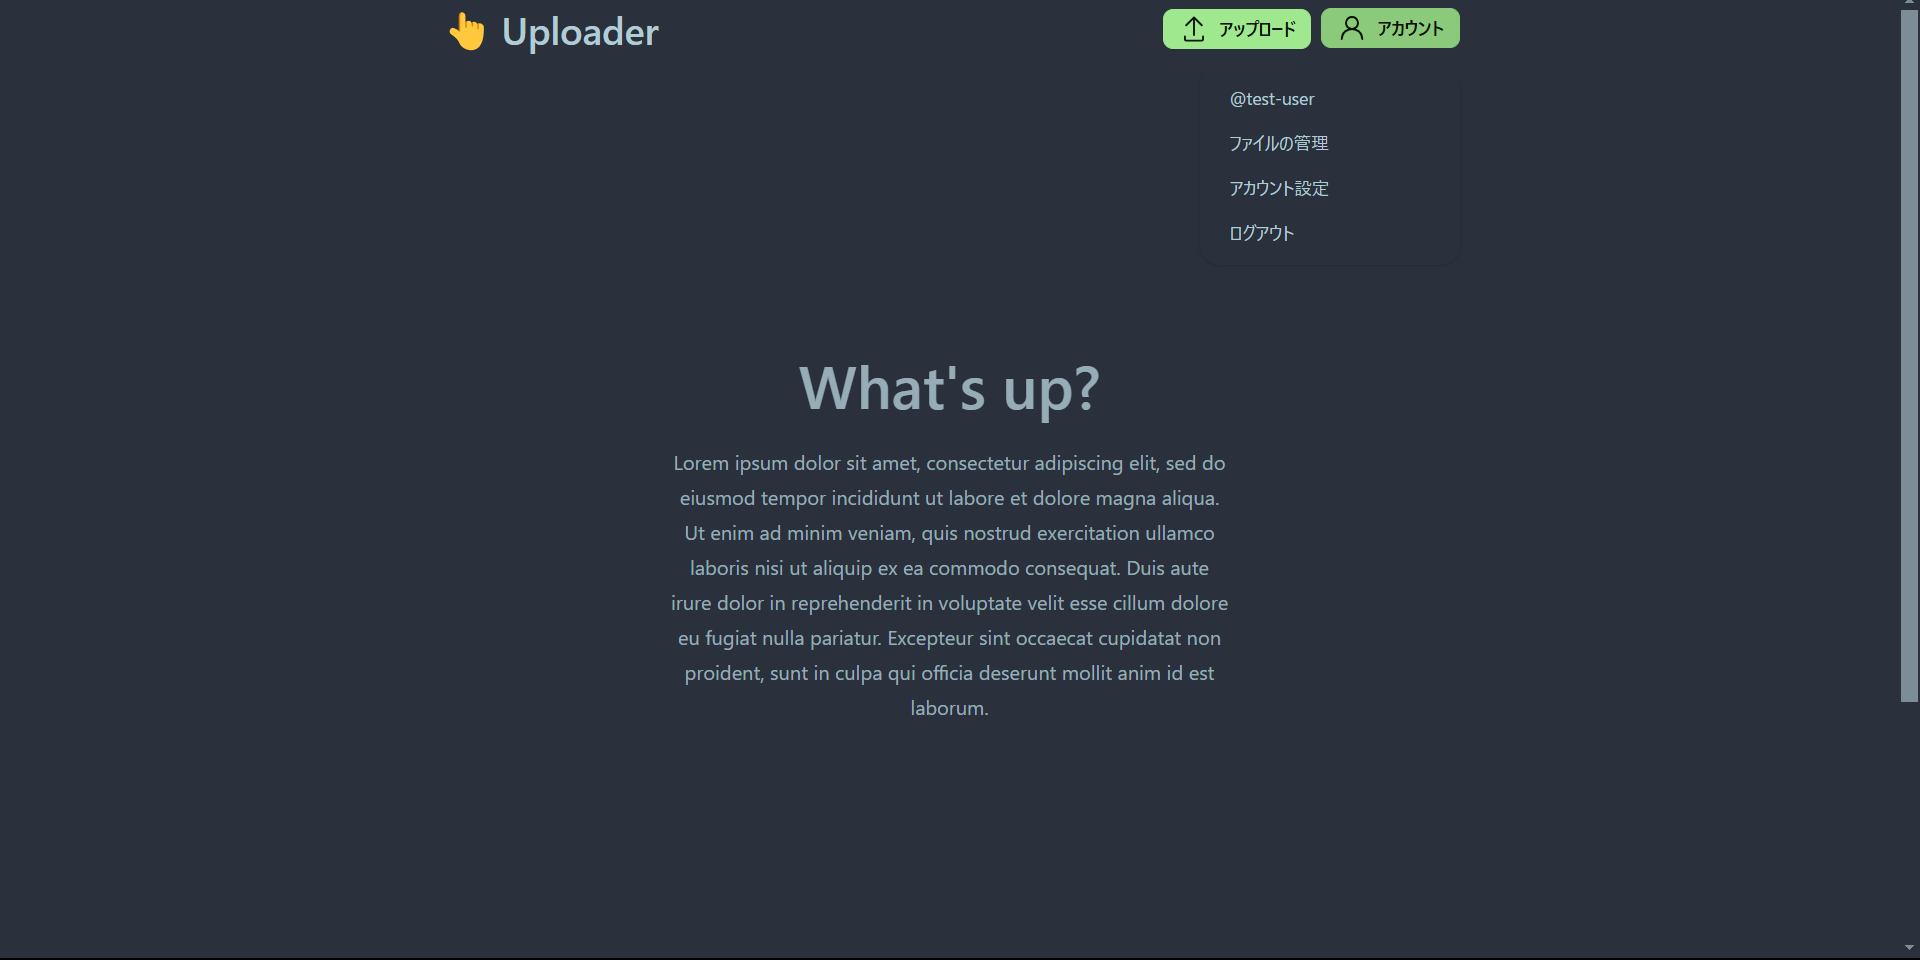 Uploader
アップロード
アカウント
@test-user
ファイルの管理
アカウント設定
ログアウト
What's up?
Lorem ipsum dolor sit amet, consectetur adipiscing elit, sed do
eiusmod tempor incididunt ut labore et dolore magna aliqua.
Ut enim ad minim veniam, quis nostrud exercitation ullamco
laboris nisi ut aliquip ex ea commodo consequat. Duis aute
irure dolor in reprehenderit in voluptate velit esse cillum dolore
eu fugiat nulla pariatur. Excepteur sint occaecat cupidatat non
proident, sunt in culpa qui officia deserunt mollit anim id est
laborum.